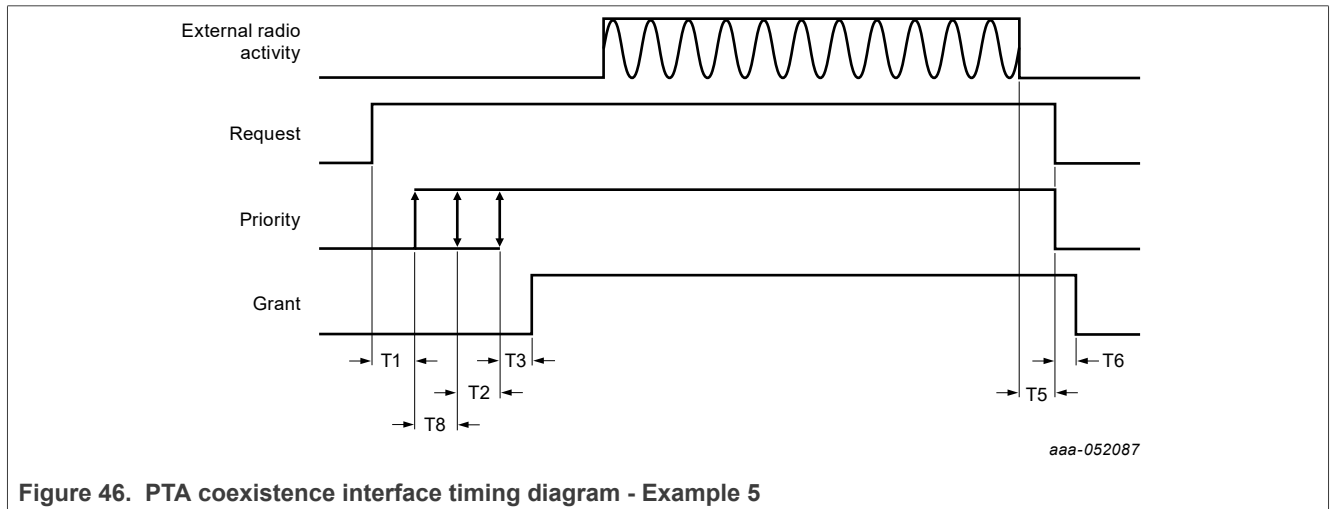 External radio
activity
Request
Priority
Grant
T1
T3
T6
T2
T5
T8
aaa-052087
Figure 46. PTA coexistence interface timing diagram - Example 5